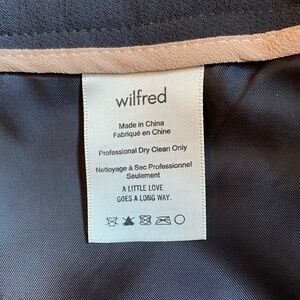 wilfred
Made in China
Fabriqué en Chine
Professional Dry Clean Only
Nettoyage à Sec Professionnel
Seulement
A LITTLE LOVE
GOES A LONG WAY.